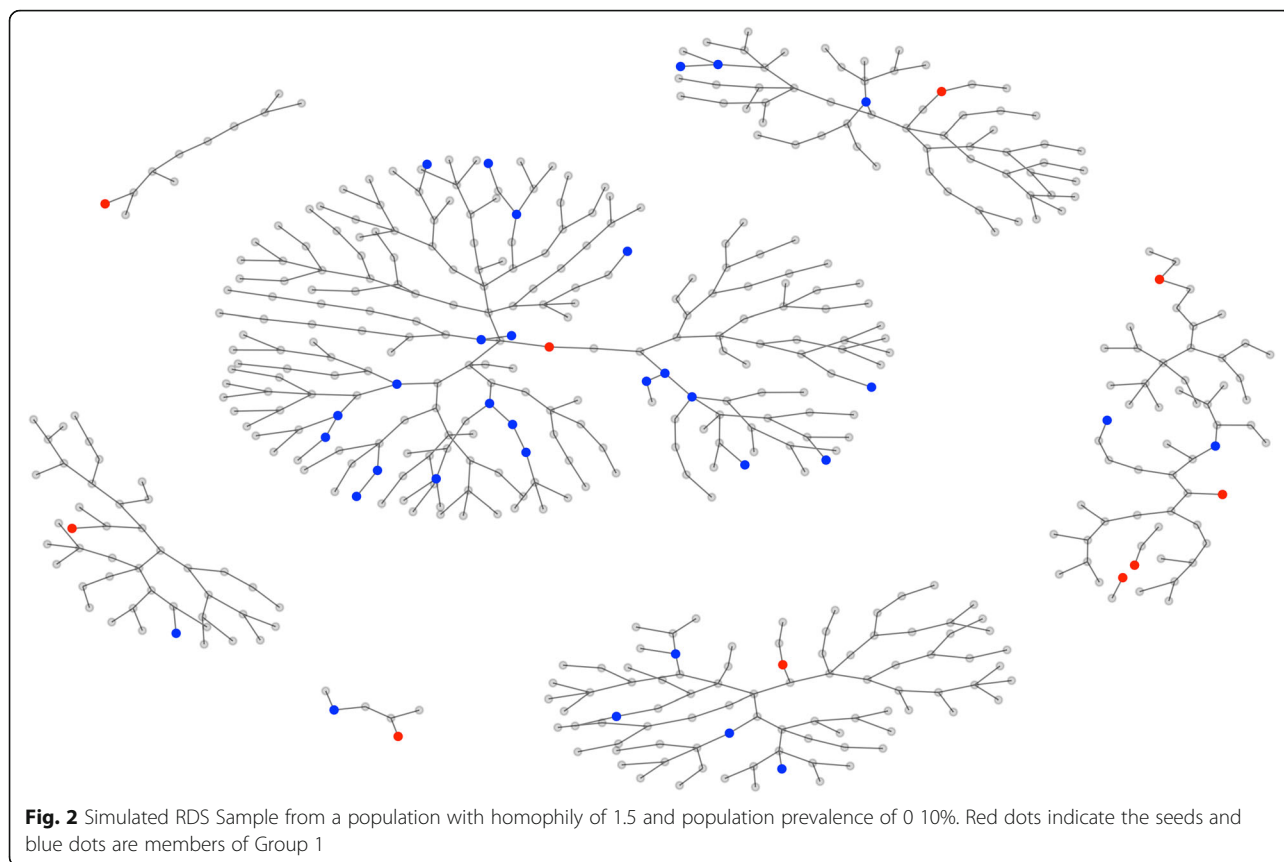 Fig. 2 Simulated RDS Sample from a population with homophily of 1.5 and population prevalence of 0 10%. Red dots indicate the seeds and
blue dots are members of Group 1